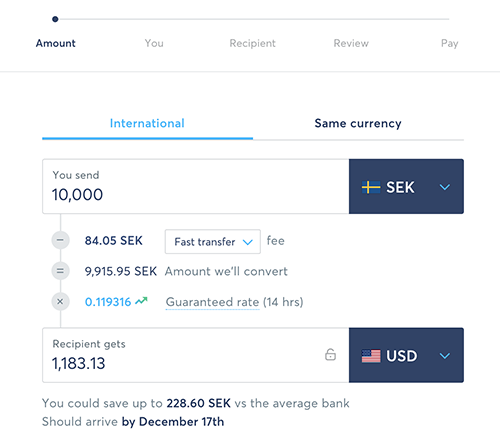 Amount You Recipient Review Pay
International Same currency
You send
10,000
SEK
− 84.05 SEK Fast transfer fee
= 9,915.95 SEK Amount we'll convert
× 0.119316 Guaranteed rate (14 hrs)
Recipient gets
1,183.13
USD
You could save up to 228.60 SEK vs the average bank
Should arrive by December 17th